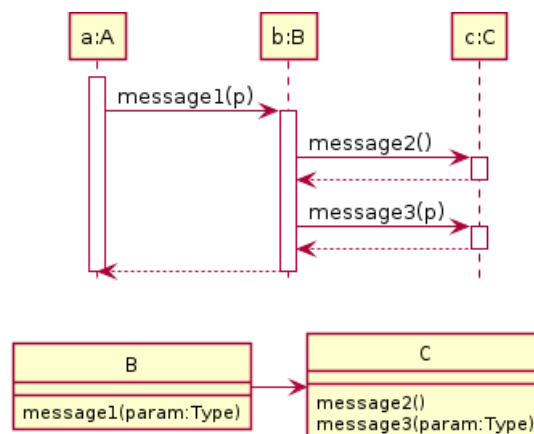 a:A
b:B
c:C
message1(p)
message2()
message3(p)
B
message1(param:Type)
C
message2()
message3(param:Type)